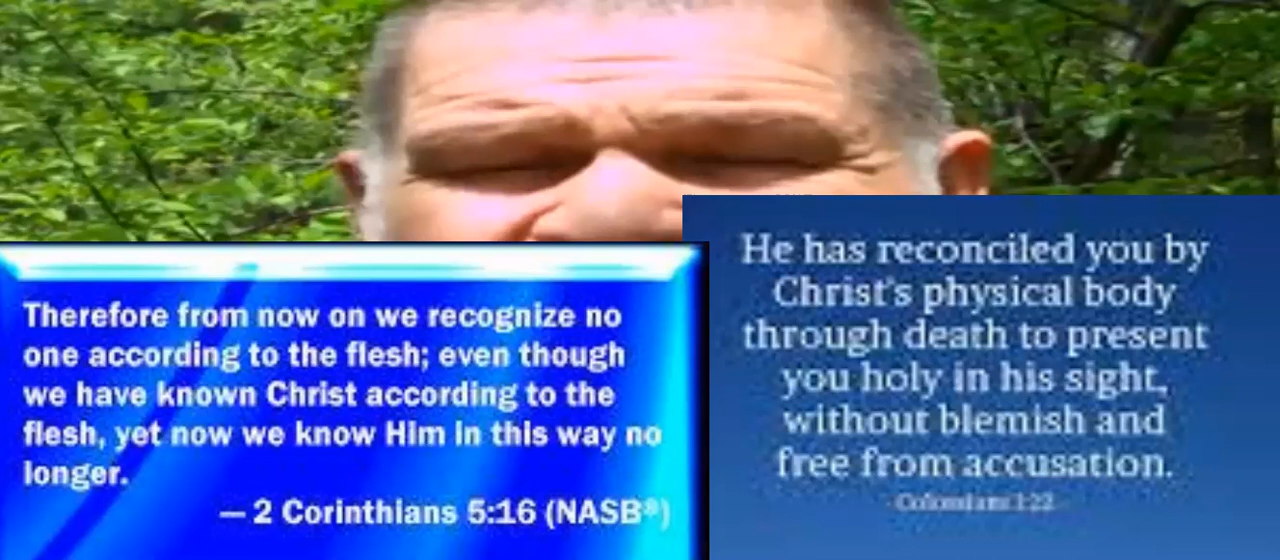 Therefore from now on we recognize no
one according to the flesh; even though
we have known Christ according to the
flesh, yet now we know Him in this way no
longer.
— 2 Corinthians 5:16 (NASB®)
He has reconciled you by
Christ's physical body
through death to present
you holy in his sight,
without blemish and
free from accusation.
- Colossians 1:22 -